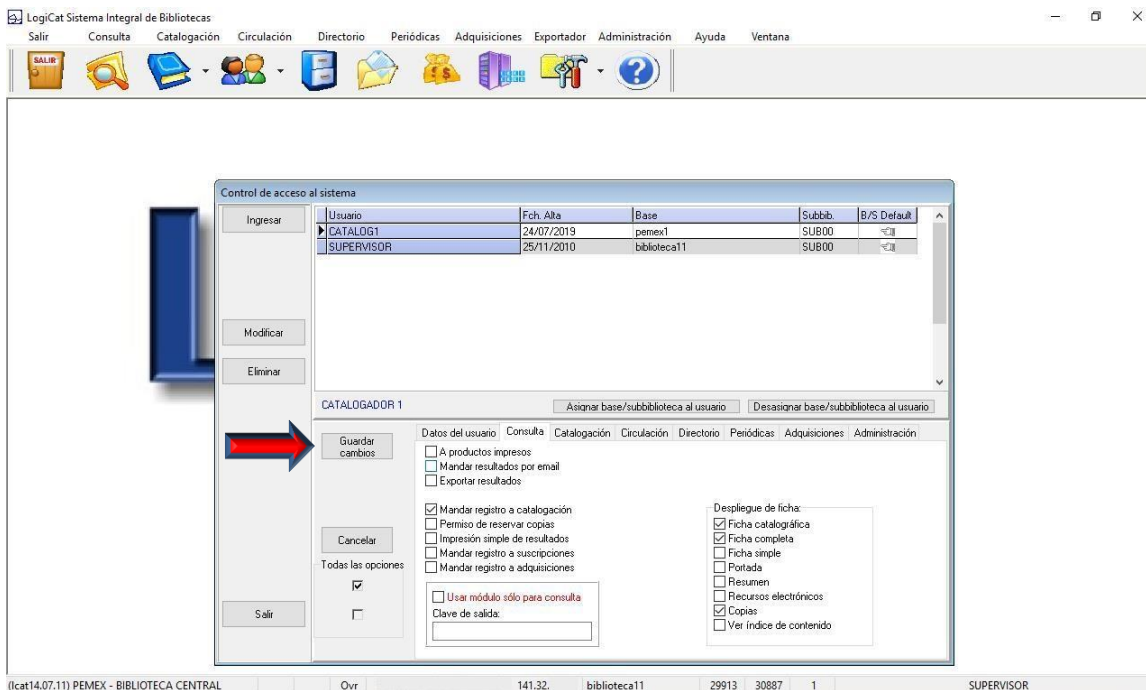 LogiCat Sistema Integral de Bibliotecas
Salir Consulta Catalogación Circulación Directorio Periódicas Adquisiciones Exportador Administración Ayuda Ventana
SALIR
Control de acceso al sistema
Ingresar
Usuario Fch. Alta Base Subbib. B/S Default
CATALOG1 24/07/2019 pemex1 SUB00
SUPERVISOR 25/11/2010 biblioteca11 SUB00
Modificar
Eliminar
CATALOGADOR 1 Asignar base/subbiblioteca al usuario Desasignar base/subbiblioteca al usuario
Guardar cambios
Datos del usuario Consulta Catalogación Circulación Directorio Periódicas Adquisiciones Administración
A productos impresos
Mandar resultados por email
Exportar resultados
Mandar registro a catalogación
Permiso de reservar copias
Impresión simple de resultados
Mandar registro a suscripciones
Mandar registro a adquisiciones
Despliegue de ficha:
Ficha catalográfica
Ficha completa
Ficha simple
Portada
Resumen
Recursos electrónicos
Copias
Ver índice de contenido
Cancelar
Todas las opciones
Usar módulo sólo para consulta
Clave de salida:
Salir
(lcat14.07.11) PEMEX - BIBLIOTECA CENTRAL Ovr 141.32. biblioteca11 29913 30887 1 SUPERVISOR